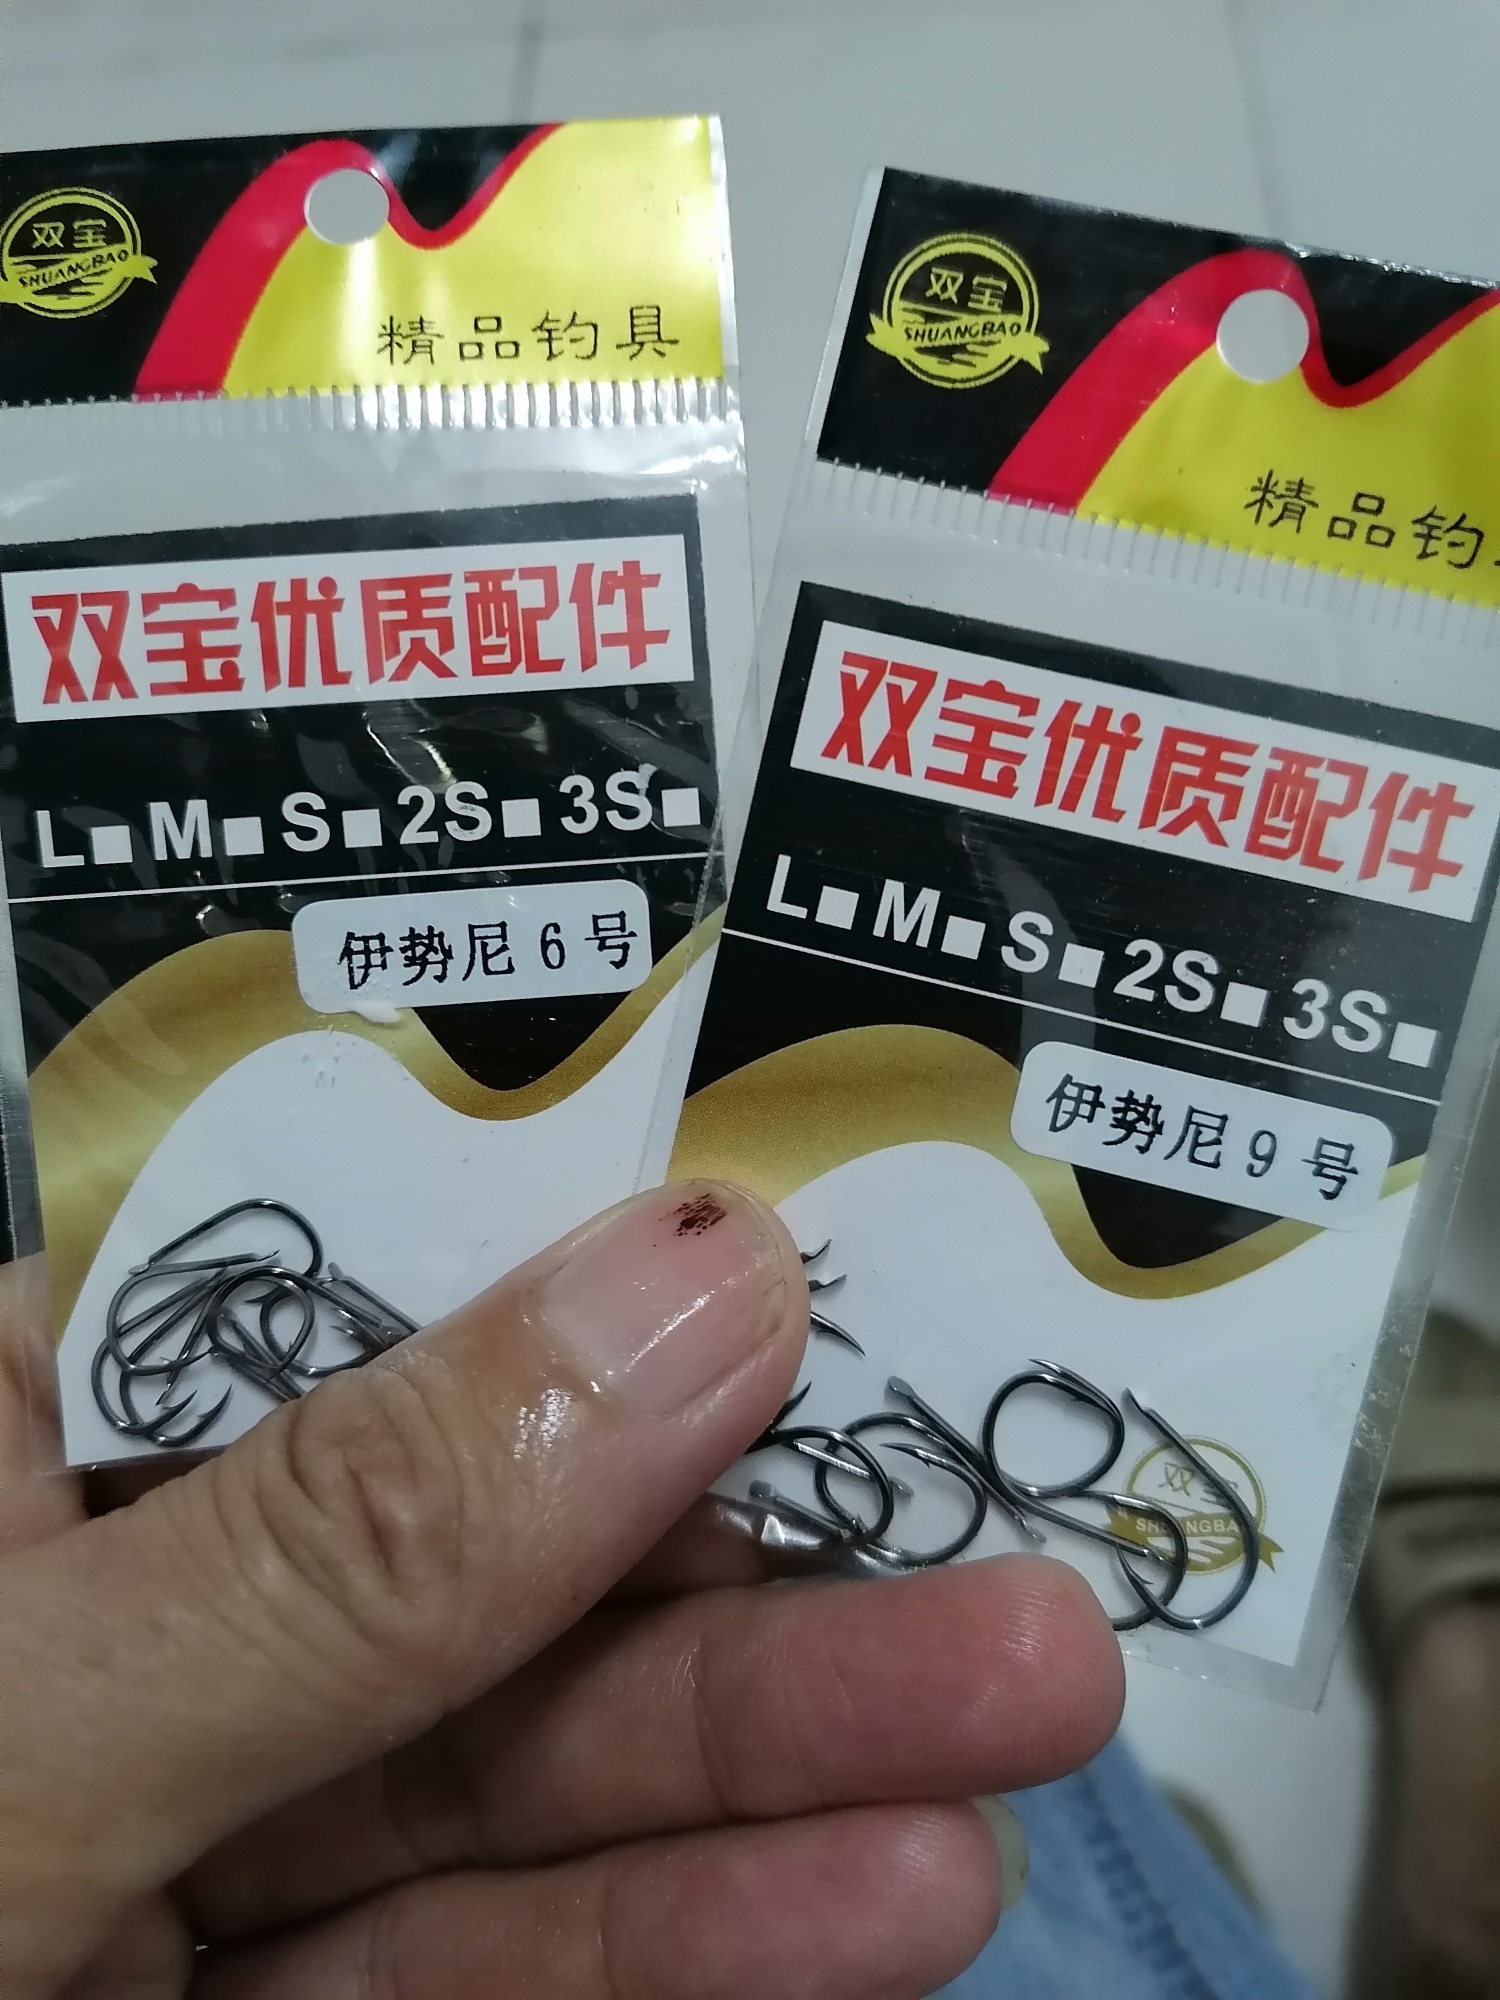 双宝
SHUANGBAO
精品钓具
双宝优质配件
L■ M■ S■ 2S■ 3S■
伊势尼 6 号
双宝
SHUANGBAO
精品钓
双宝优质配件
L■ M■ S■ 2S■ 3S■
伊势尼 9 号
双宝